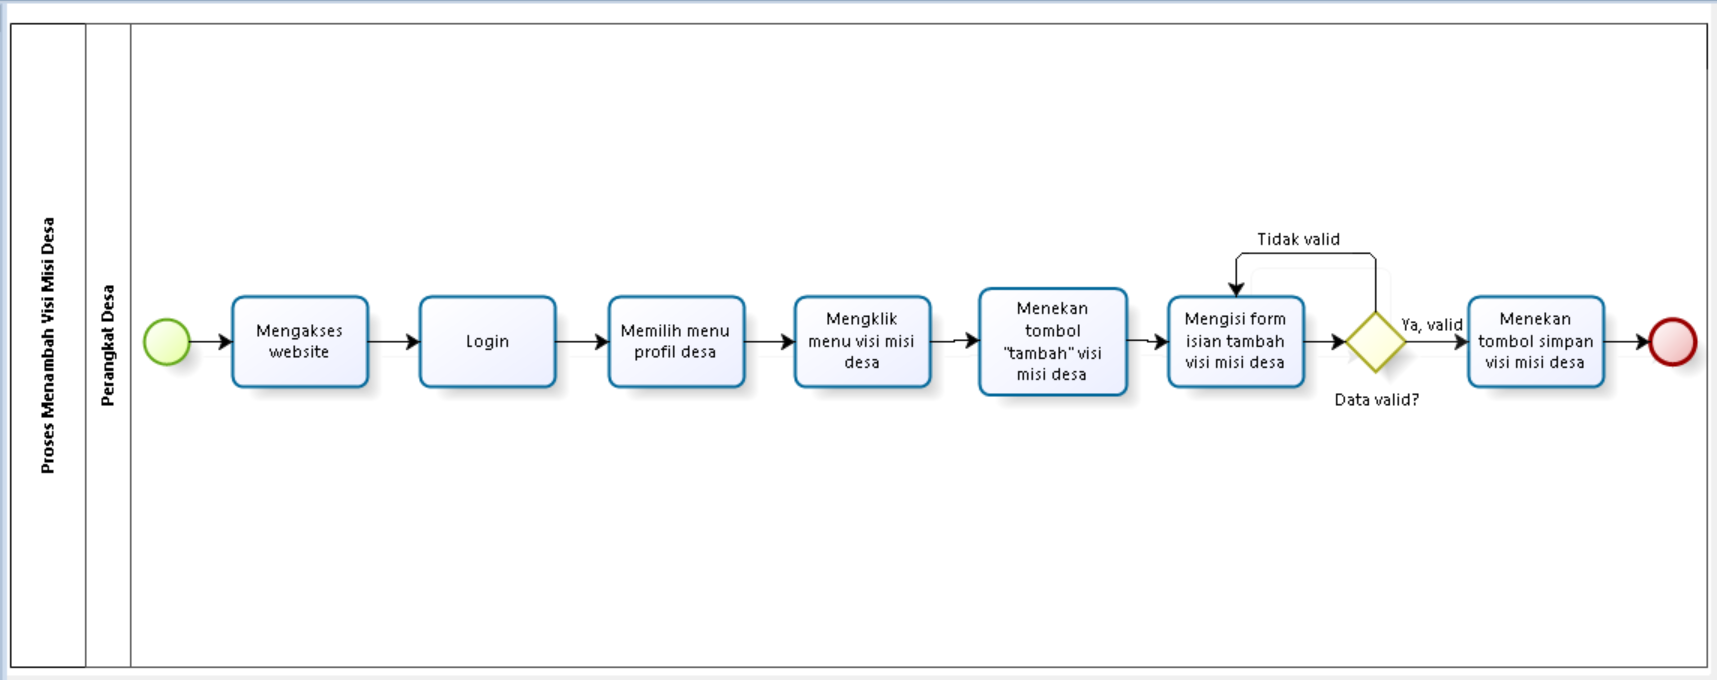 Proses Menambah Visi Misi Desa
Perangkat Desa
Mengakses
website
Login
Memilih menu
profil desa
Mengklik
menu visi misi
desa
Menekan
tombol
"tambah" visi
misi desa
Tidak valid
Mengisi form
isian tambah
visi misi desa
Data valid?
Ya, valid
Menekan
tombol simpan
visi misi desa